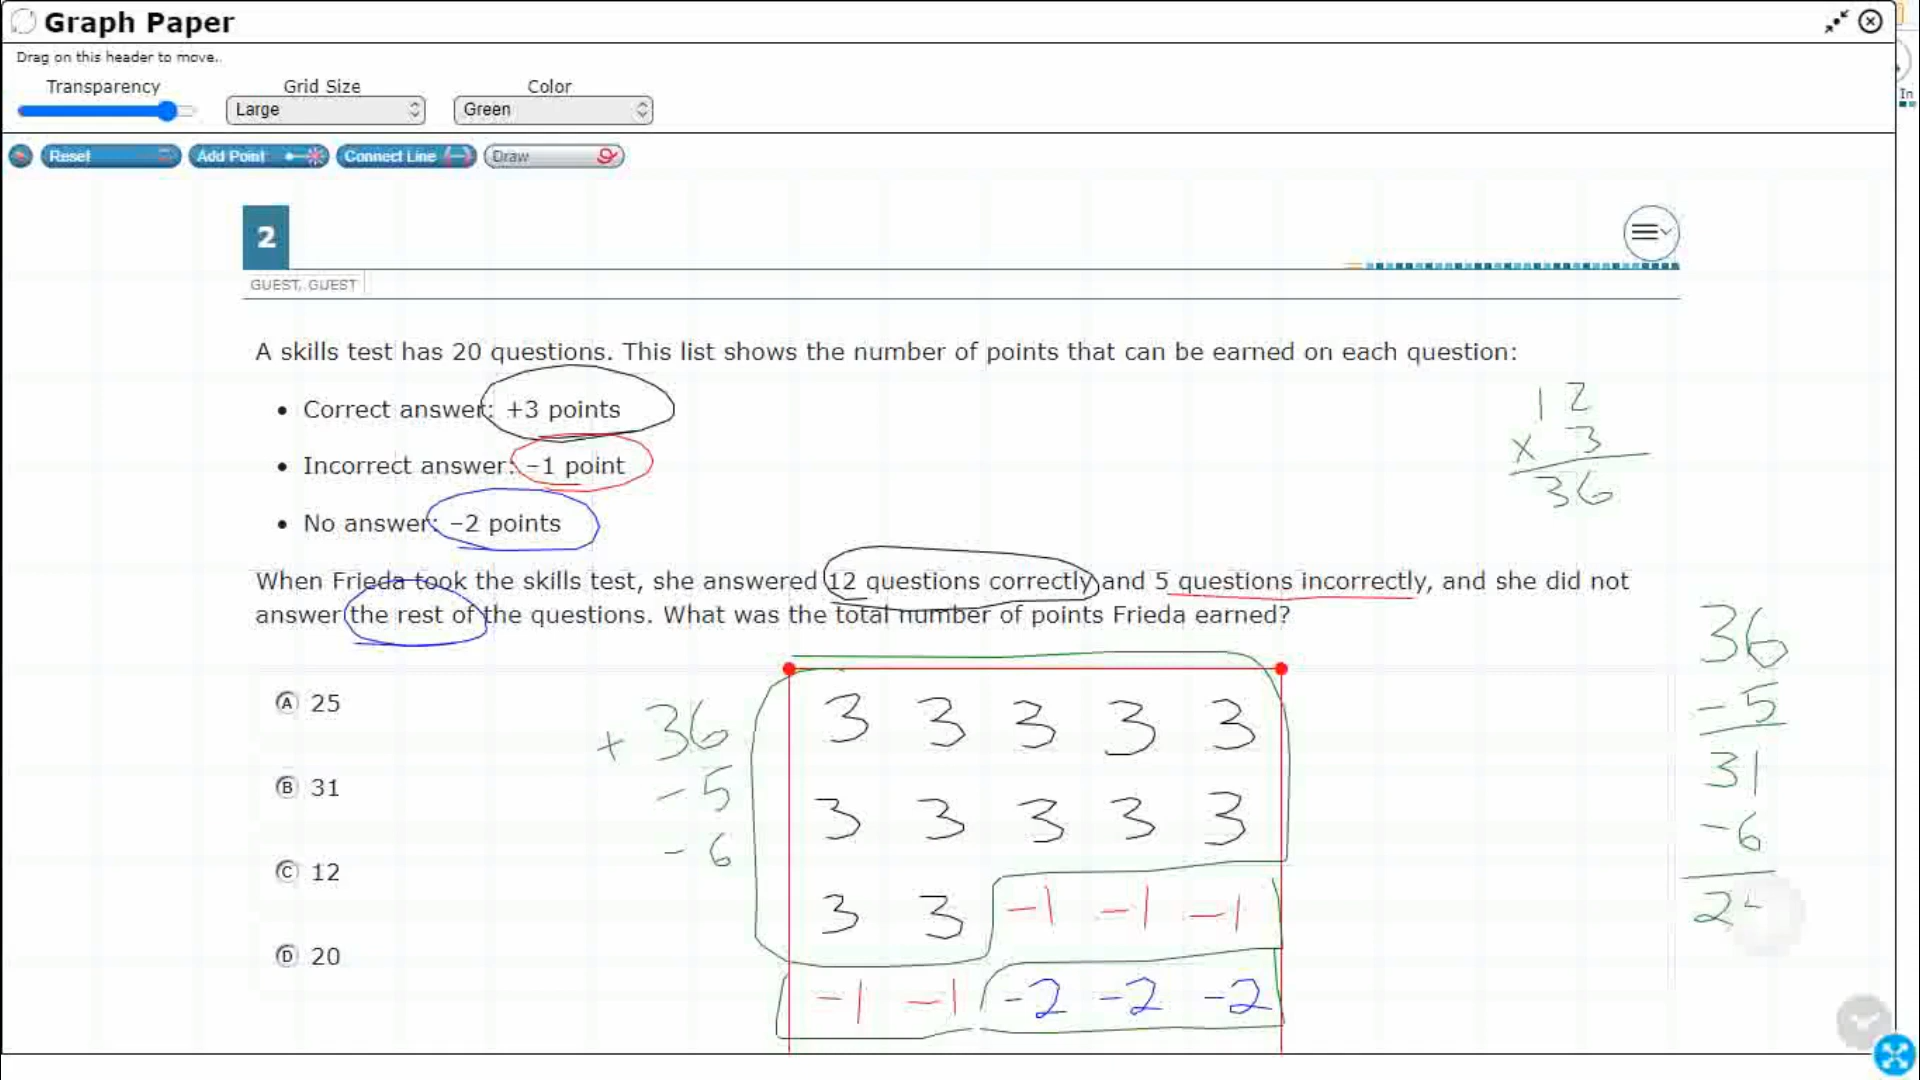 Graph Paper
Drag on this header to move..
Transparency Grid Size Color
Large Green
Reset Add Point Connect Line Draw
In
2
GUEST, GUEST
A skills test has 20 questions. This list shows the number of points that can be earned on each question:
• Correct answer: +3 points
• Incorrect answer: –1 point
• No answer: –2 points
12
x 3
36
When Frieda took the skills test, she answered 12 questions correctly and 5 questions incorrectly, and she did not
answer the rest of the questions. What was the total number of points Frieda earned?
A 25
B 31
C 12
D 20
+ 36
-5
-6
3 3 3 3 3
3 3 3 3 3
3 3 -1 -1 -1
-1 -1 -2 -2 -2
36
-5
31
-6
2